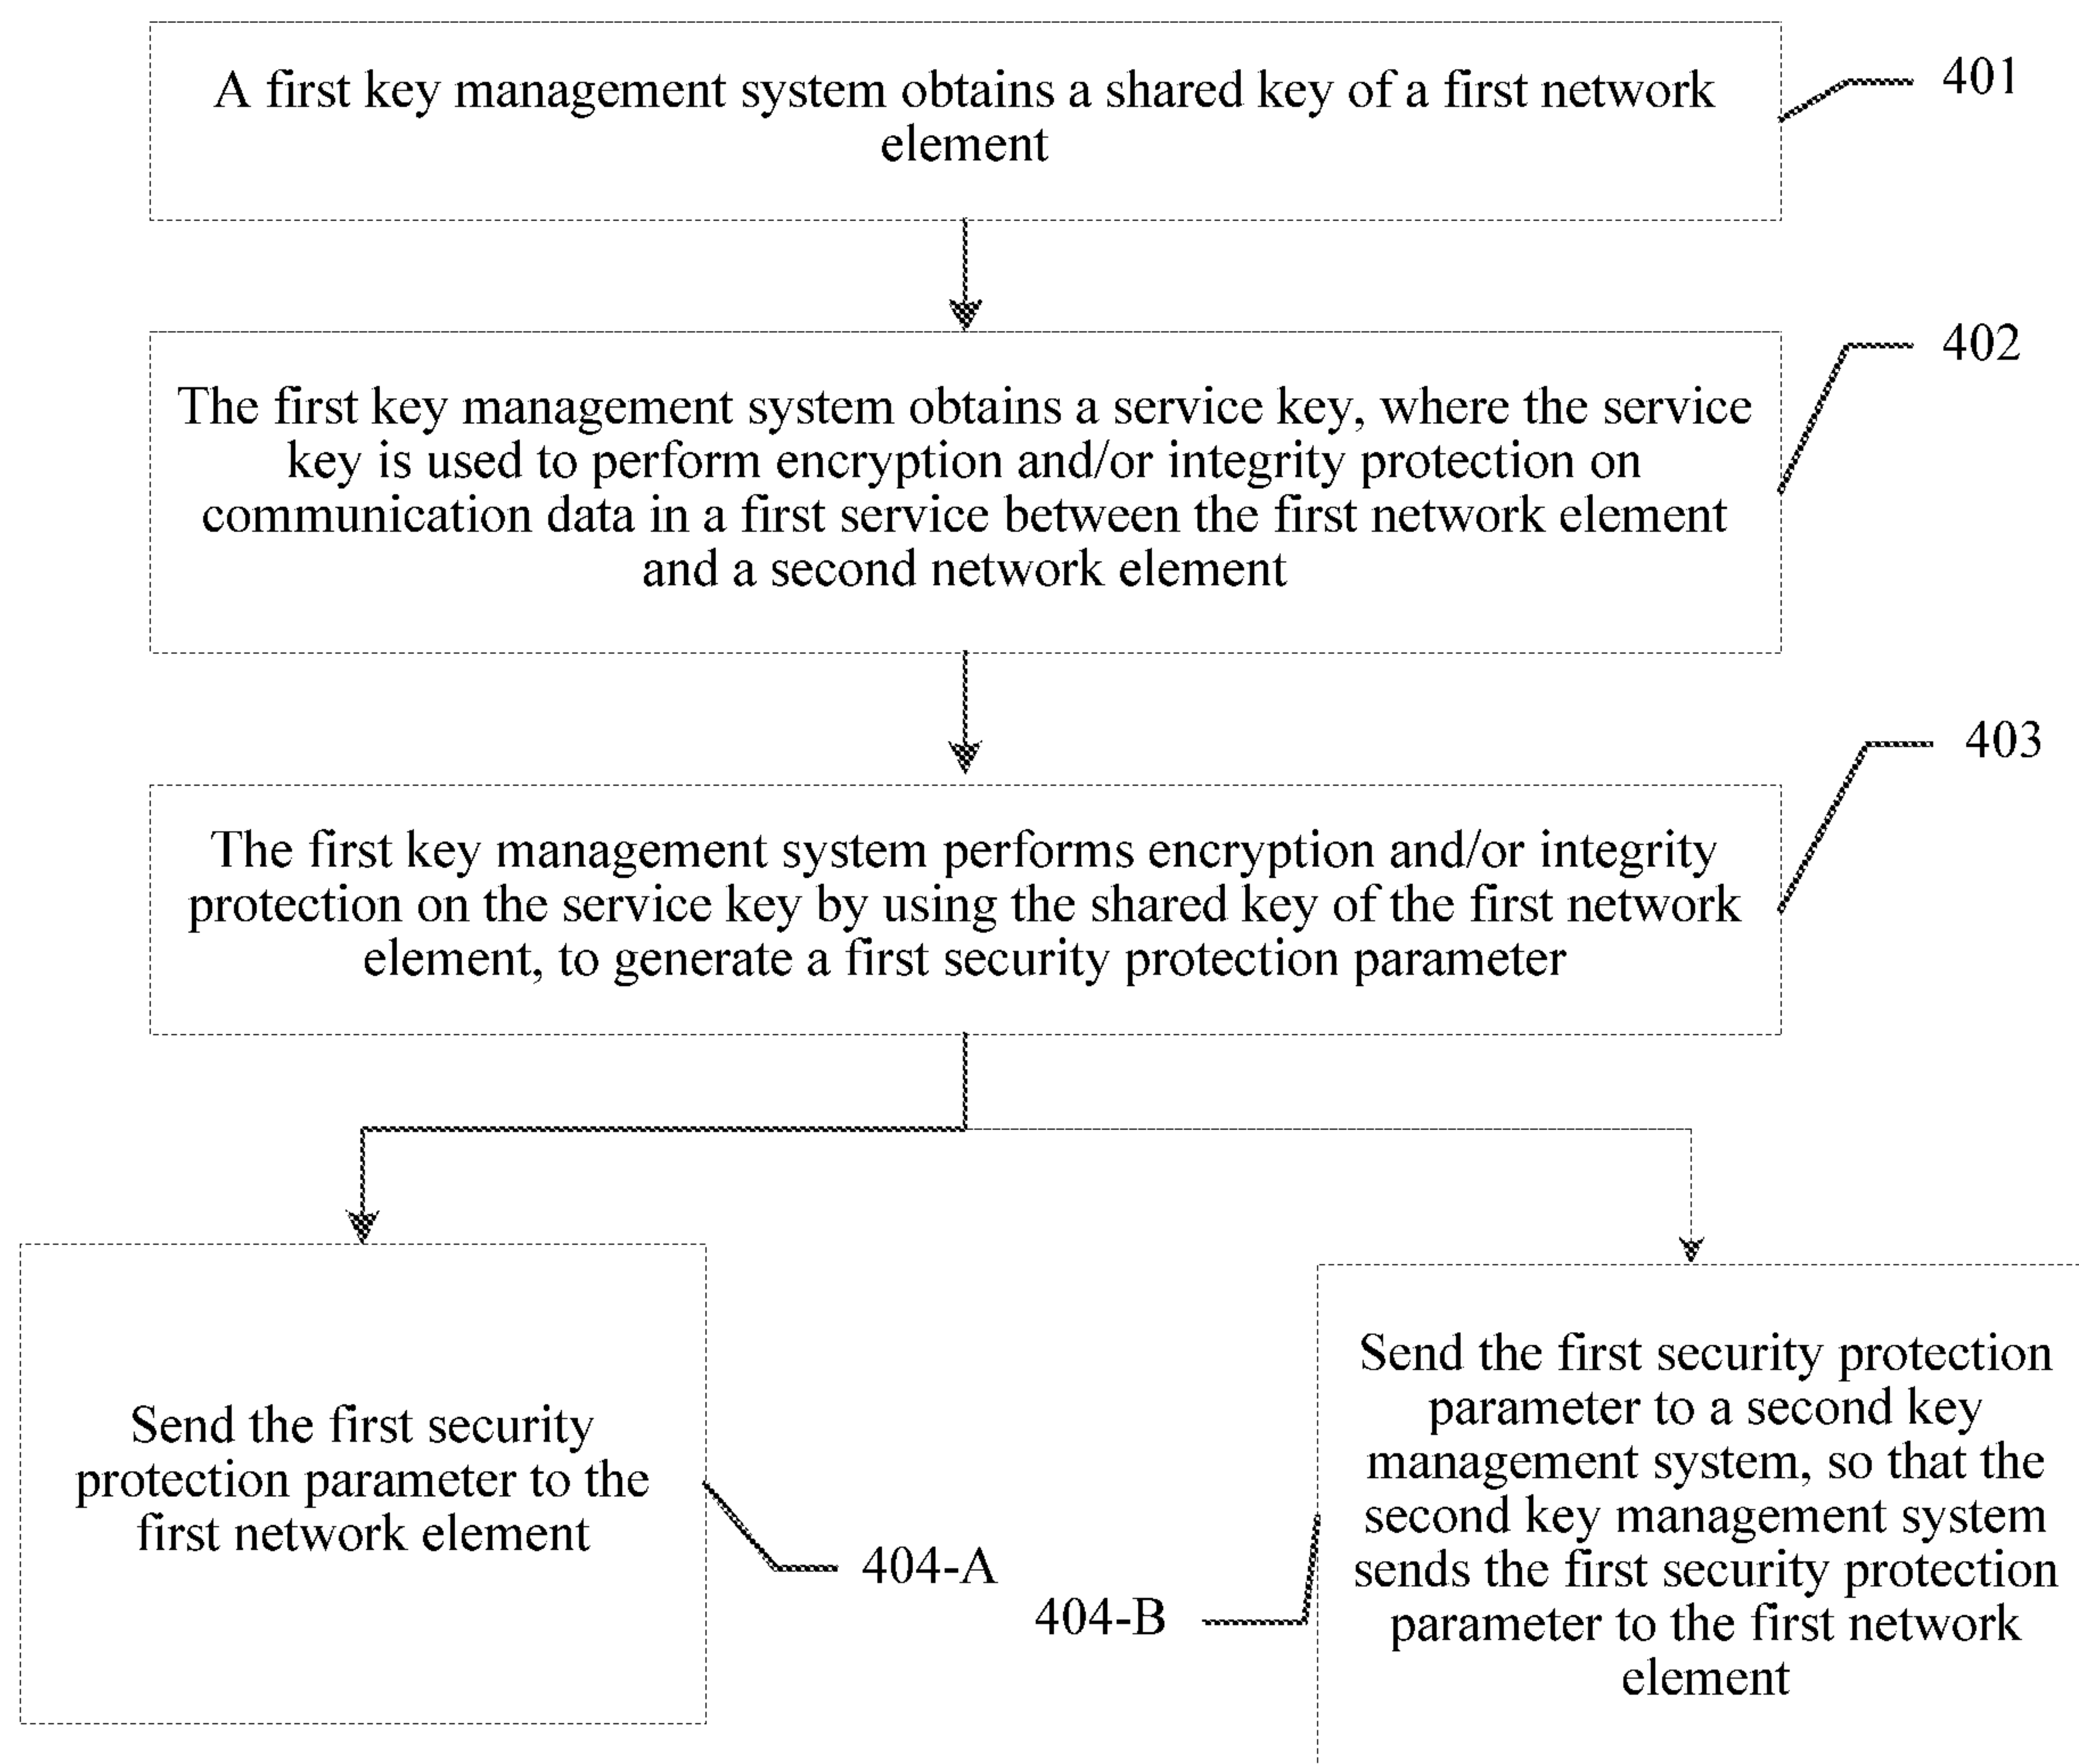 A first key management system obtains a shared key of a first network
element
401
The first key management system obtains a service key, where the service
key is used to perform encryption and/or integrity protection on
communication data in a first service between the first network element
and a second network element
402
The first key management system performs encryption and/or integrity
protection on the service key by using the shared key of the first network
element, to generate a first security protection parameter
403
Send the first security
protection parameter to the
first network element
404-A
Send the first security protection
parameter to a second key
management system, so that the
second key management system
sends the first security protection
parameter to the first network
element
404-B